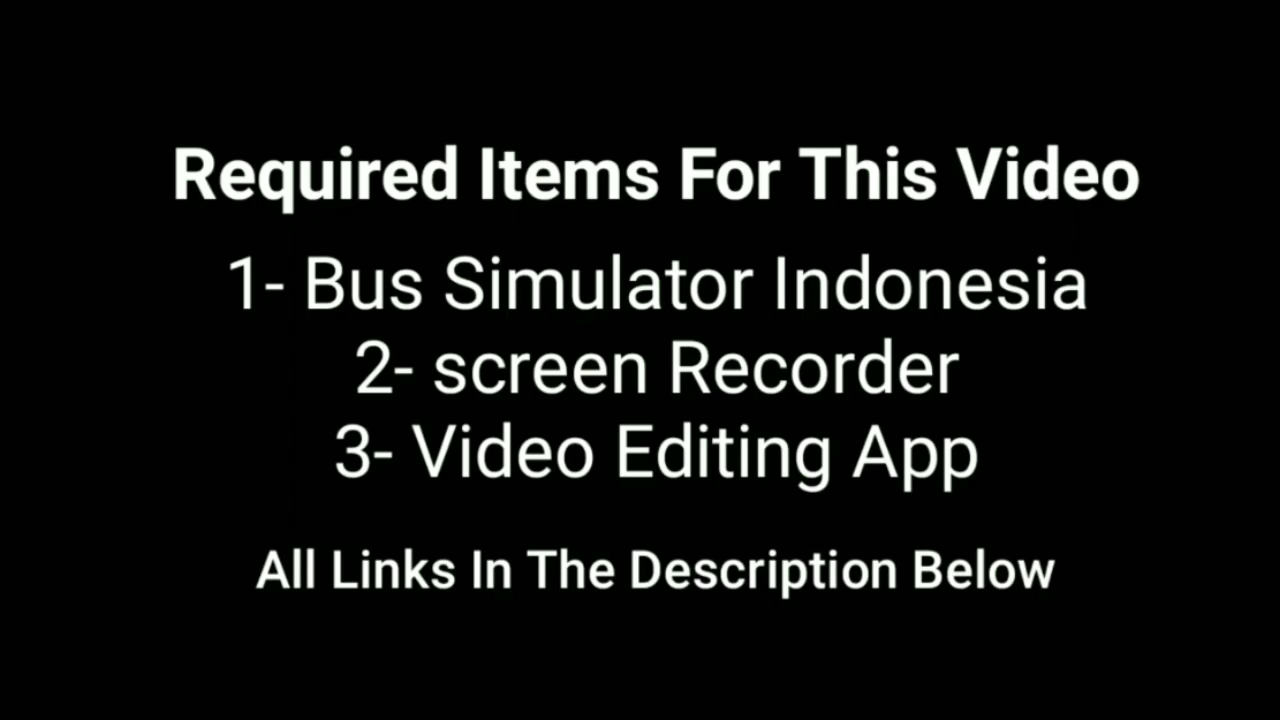 Required Items For This Video
1- Bus Simulator Indonesia
2- screen Recorder
3- Video Editing App
All Links In The Description Below